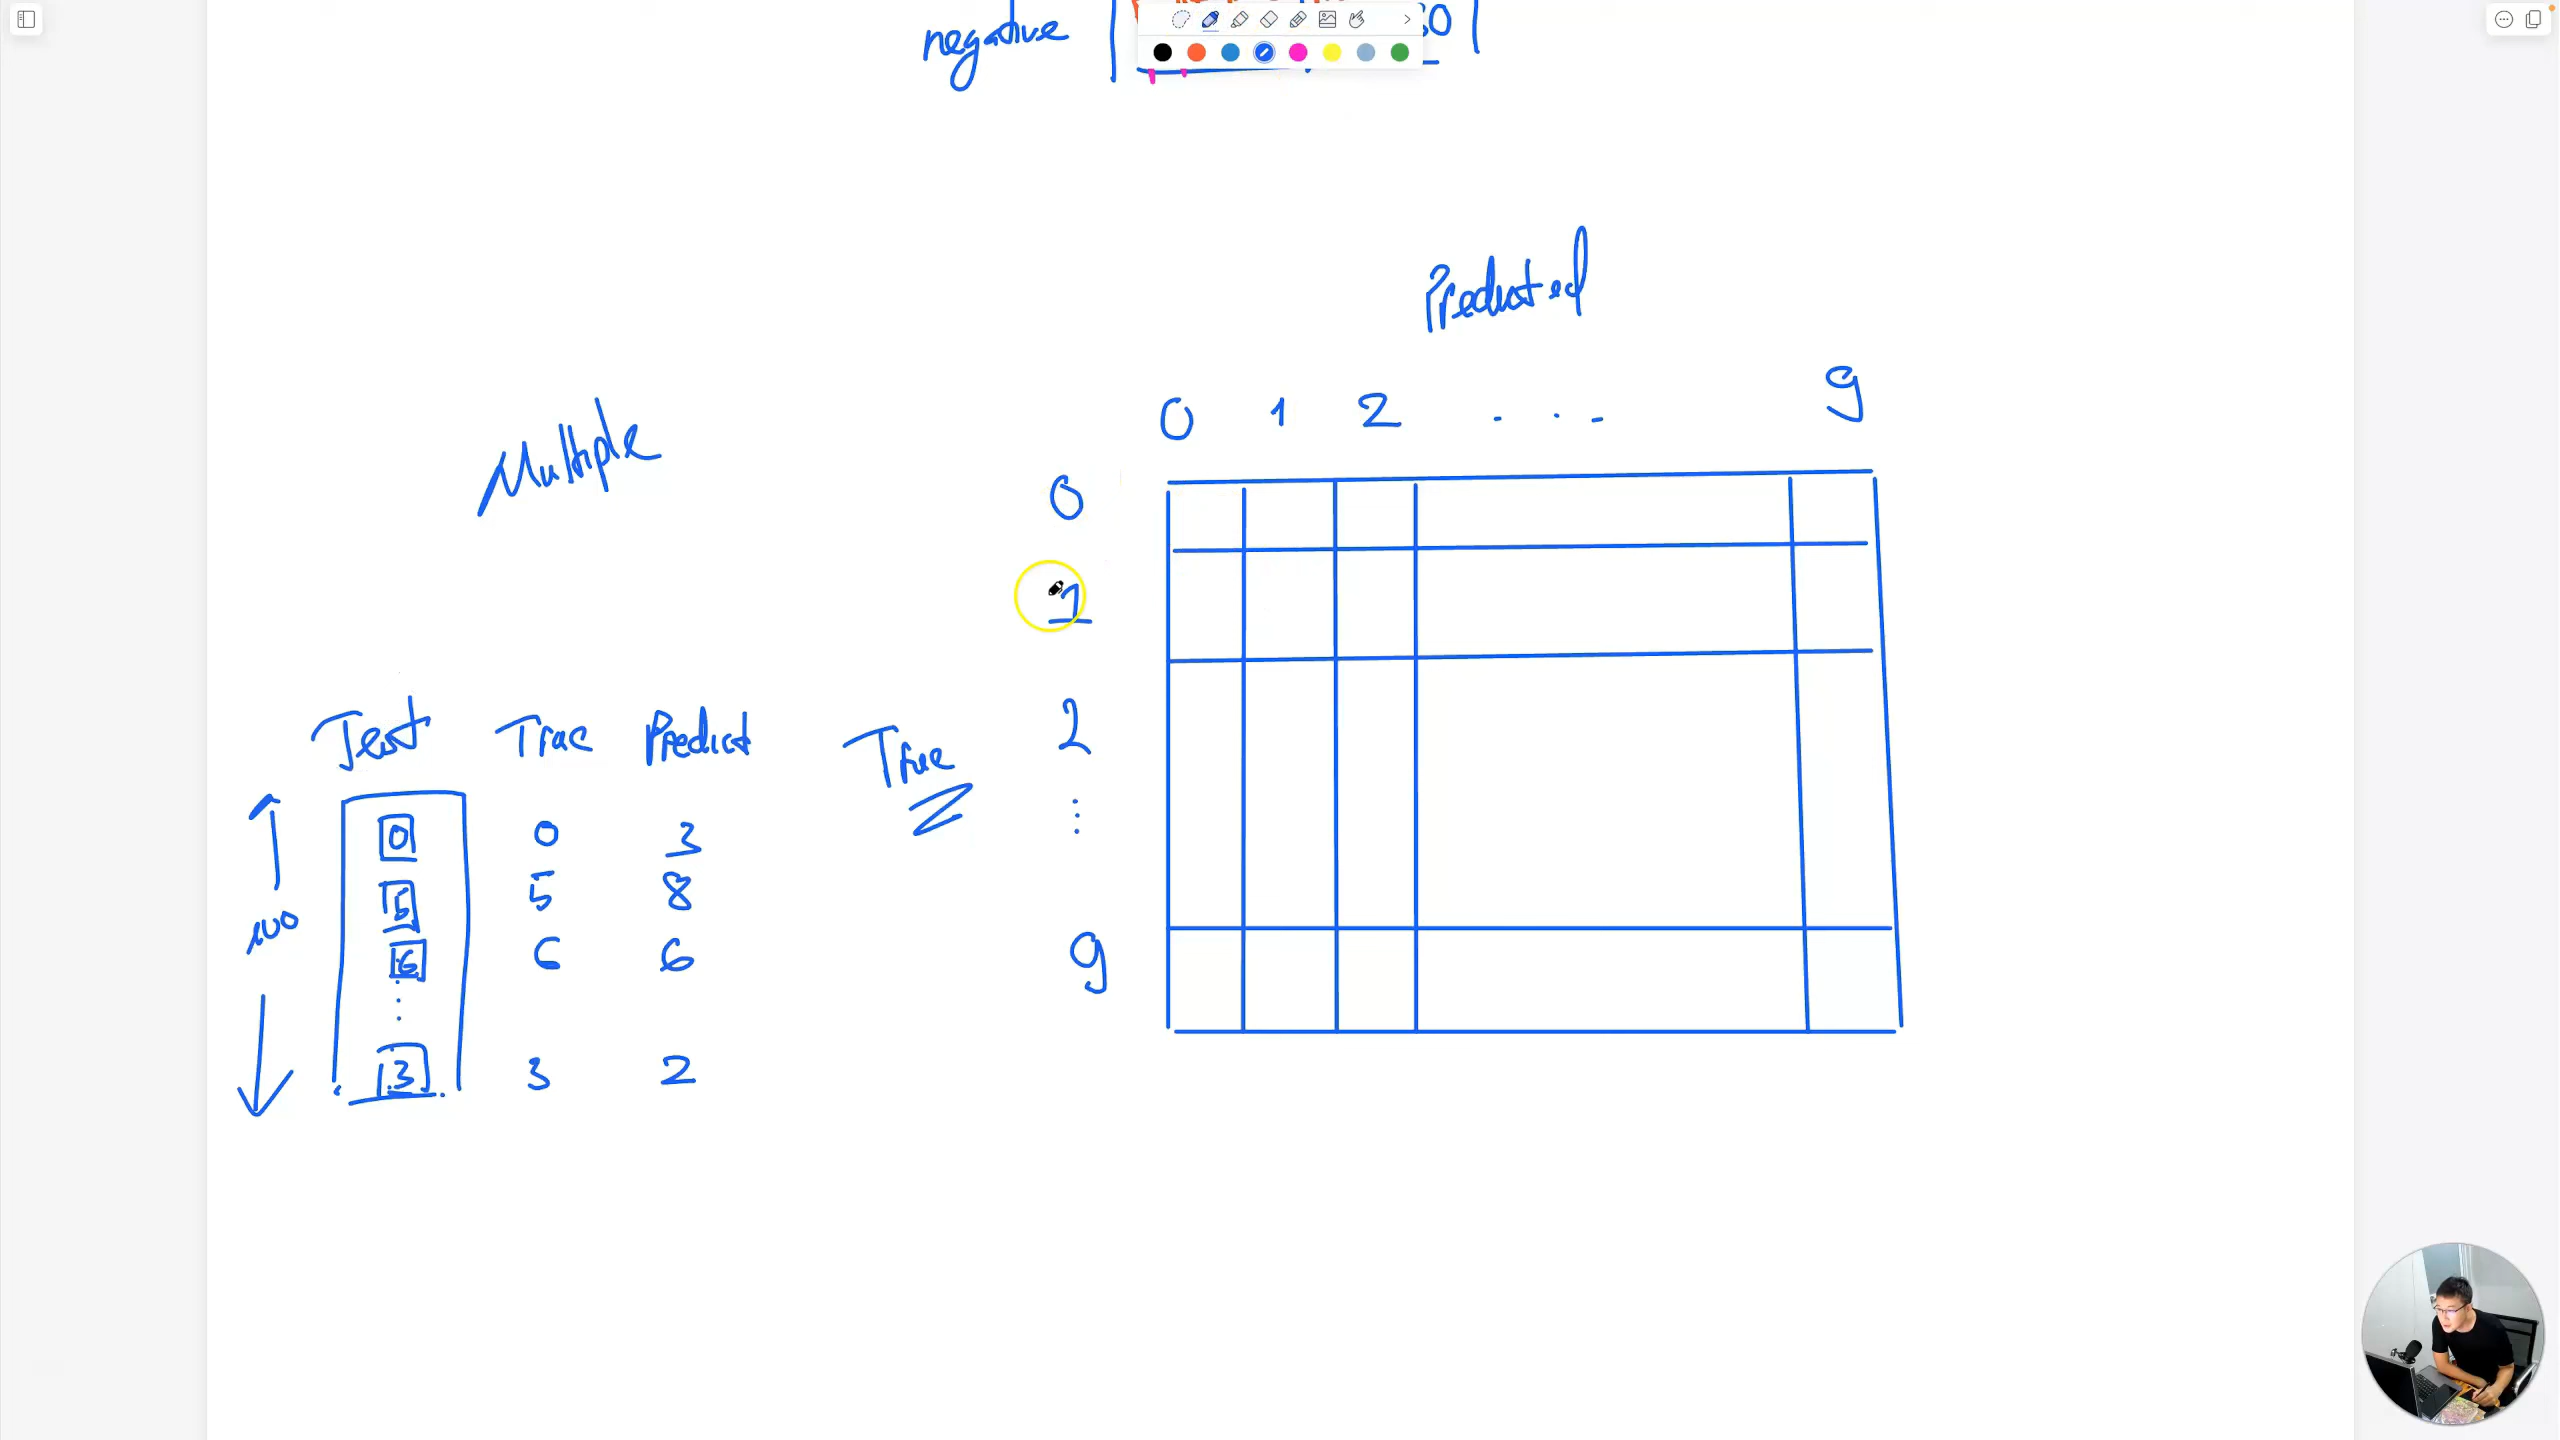 negative
Predicted
0 1 2 . . . 9
Multiple
0
1
2
⋮
9
True
Test True Predict
0 0 3
5 5 8
6 6 6
⋮
3 3 2